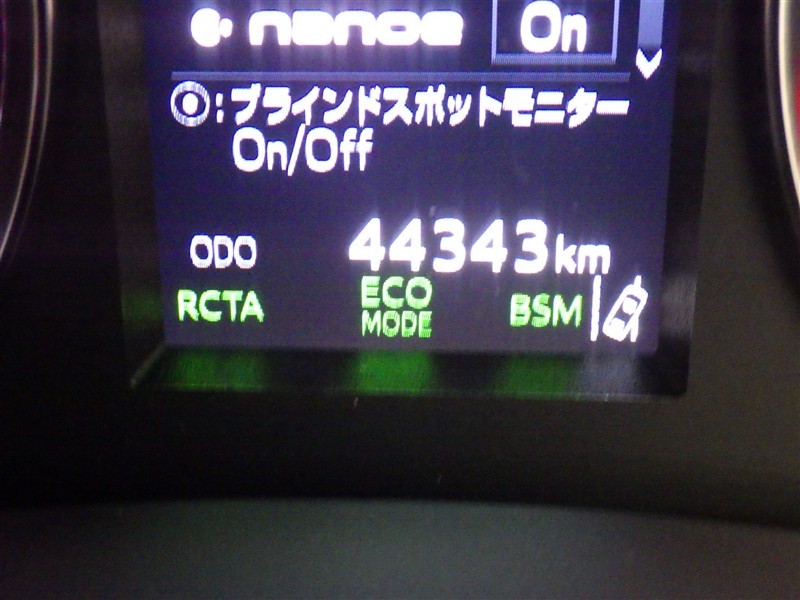 nanoe On
:ブラインドスポットモニター
On/Off
ODO 44343km
RCTA ECO MODE BSM